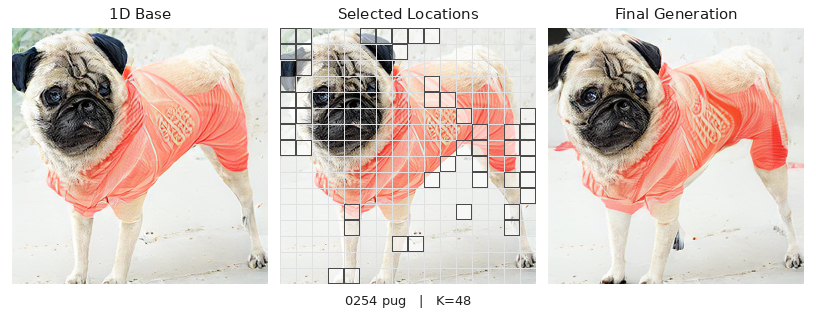 1D Base
Selected Locations
Final Generation
0254 pug | K=48